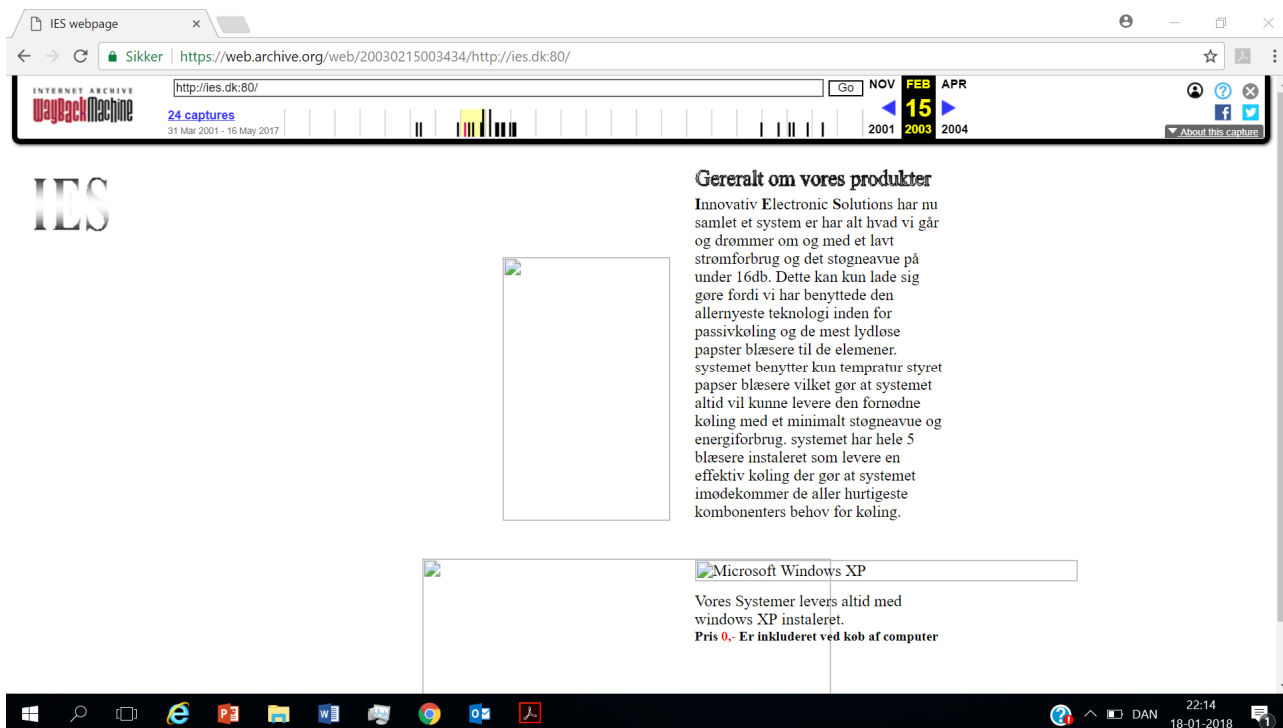 IES webpage
Sikker | https://web.archive.org/web/20030215003434/http://ies.dk:80/
INTERNET ARCHIVE
WayBackMachine
http://ies.dk:80/
Go
NOV FEB APR
24 captures
15
31 Mar 2001 - 16 May 2017
2001 2003 2004
About this capture
IES
Gereralt om vores produkter
Innovativ Electronic Solutions har nu
samlet et system er har alt hvad vi går
og drømmer om og med et lavt
strømforbrug og det støgneavue på
under 16db. Dette kan kun lade sig
gøre fordi vi har benyttede den
allernyeste teknologi inden for
passivkøling og de mest lydløse
papster blæsere til de elemener.
systemet benytter kun tempratur styret
papser blæsere vilket gør at systemet
altid vil kunne levere den fornødne
køling med et minimalt støgneavue og
energiforbrug. systemet har hele 5
blæsere instaleret som levere en
effektiv køling der gør at systemet
imødekommer de aller hurtigeste
kombonenters behov for køling.
Microsoft Windows XP
Vores Systemer levers altid med
windows XP instaleret.
Pris 0,- Er inkluderet ved køb af computer
DAN
22:14
18-01-2018